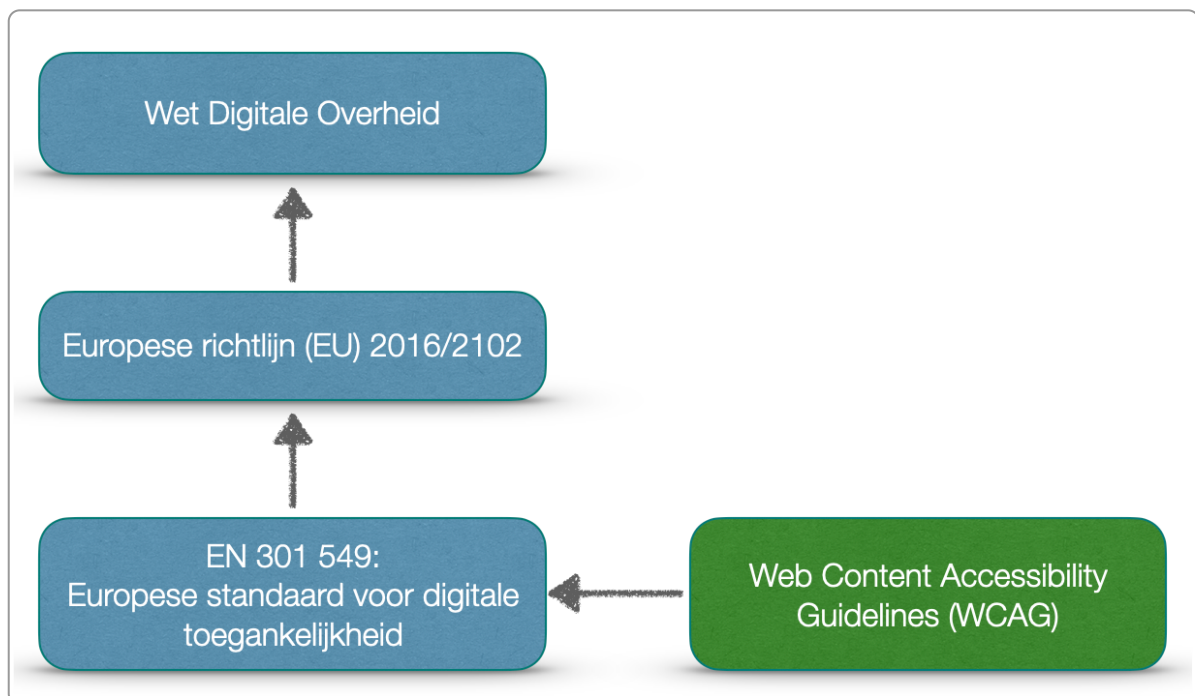 Wet Digitale Overheid
Europese richtlijn (EU) 2016/2102
EN 301 549:
Europese standaard voor digitale
toegankelijkheid
Web Content Accessibility
Guidelines (WCAG)